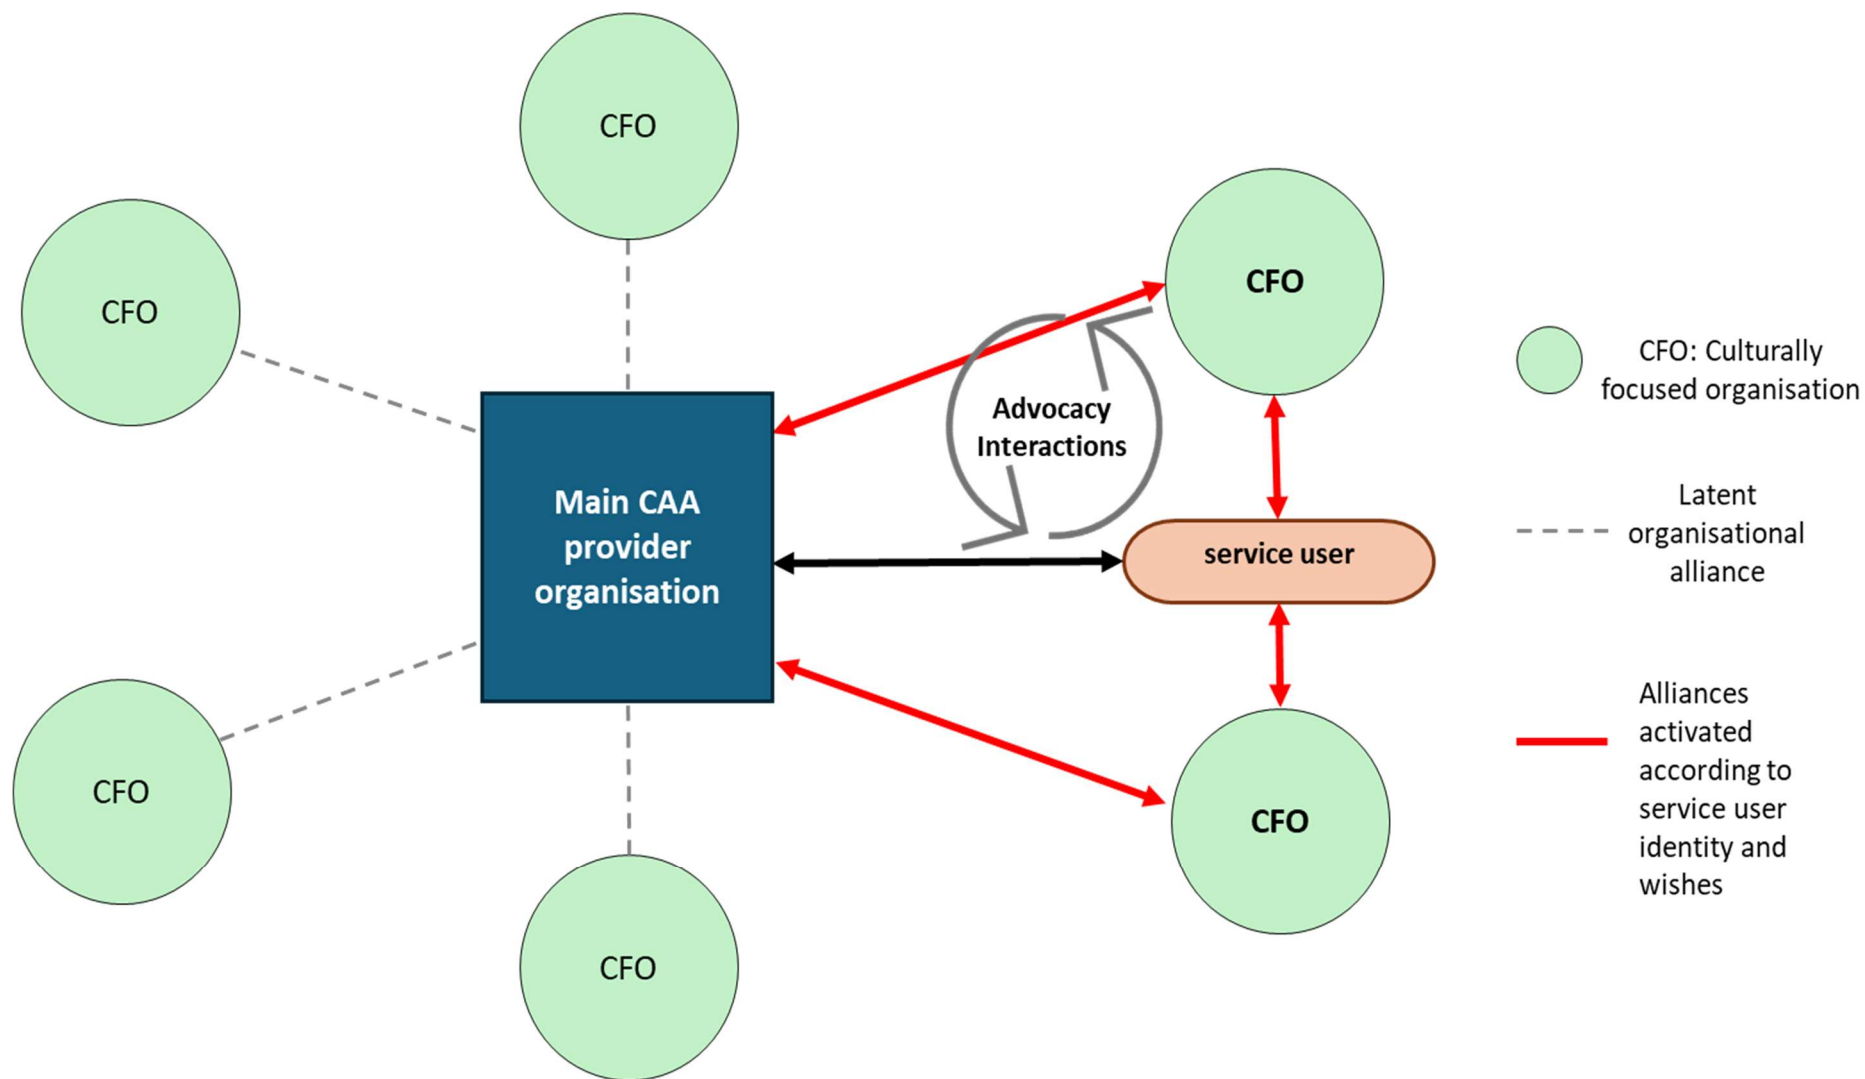 CFO
CFO
CFO
CFO
Advocacy
Interactions
Main CAA
provider
organisation
service user
CFO
CFO
CFO: Culturally
focused organisation
Latent
organisational
alliance
Alliances
activated
according to
service user
identity and
wishes